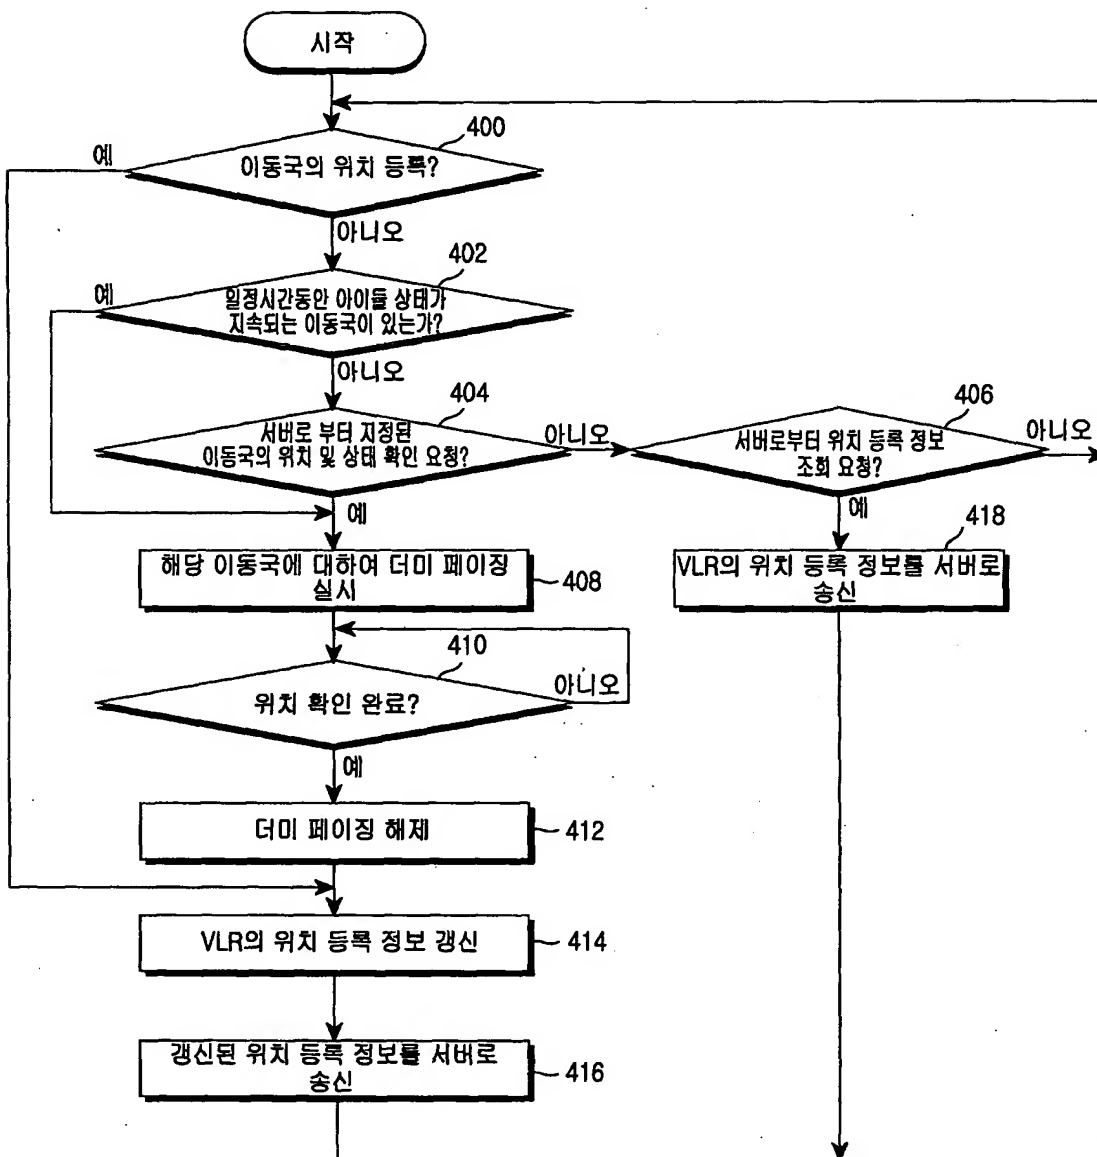 시작
400
예
이동국의 위치 등록?
아니오
402
예
일정시간동안 아이들 상태가
지속되는 이동국이 있는가?
아니오
404
서버로 부터 지정된
이동국의 위치 및 상태 확인 요청?
아니오
406
서버로부터 위치 등록 정보
조회 요청?
아니오
예
예
418
해당 이동국에 대하여 더미 페이징
실시
408
VLR의 위치 등록 정보를 서버로
송신
410
위치 확인 완료?
아니오
예
더미 페이징 해제
412
VLR의 위치 등록 정보 갱신
414
갱신된 위치 등록 정보를 서버로
송신
416